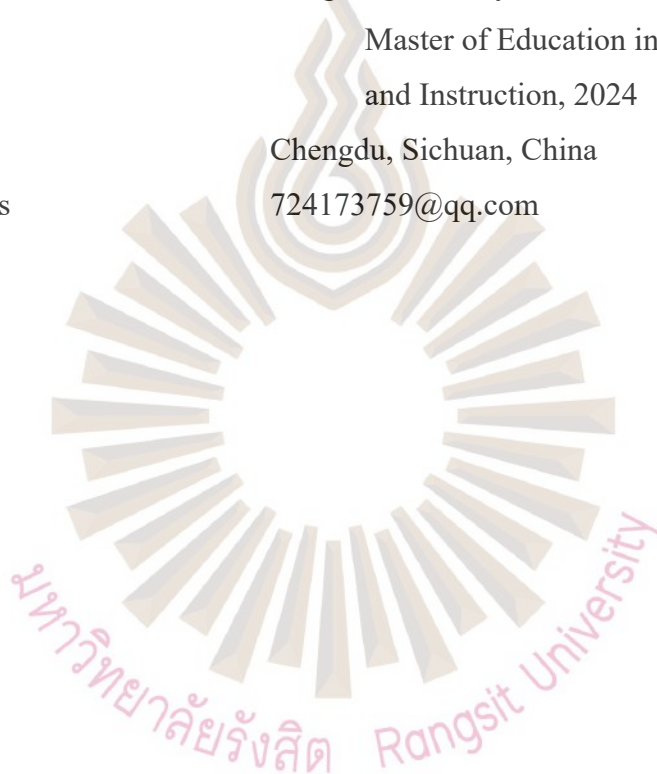 Master of Education in
and Instruction, 2024
Chengdu, Sichuan, China
s 724173759@qq.com
มหาวิทยาลัยรังสิต Rangsit University